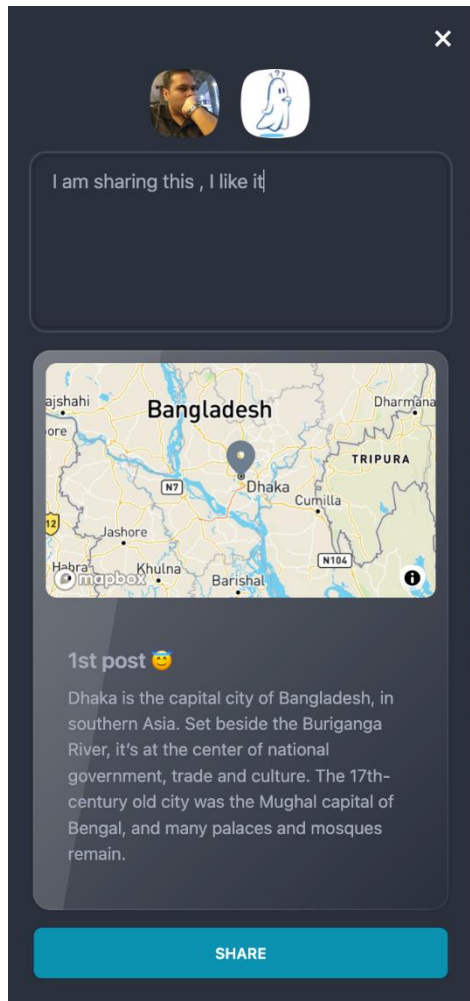 ×
???
I am sharing this , I like it
ajshahi
Bangladesh
Dharmana
ore
TRIPURA
N7
Dhaka
Cumilla
12
Jashore
N104
Habra
Khulna
mapbox
Barishal
i
1st post 😇
Dhaka is the capital city of Bangladesh, in
southern Asia. Set beside the Buriganga
River, it’s at the center of national
government, trade and culture. The 17th-
century old city was the Mughal capital of
Bengal, and many palaces and mosques
remain.
SHARE